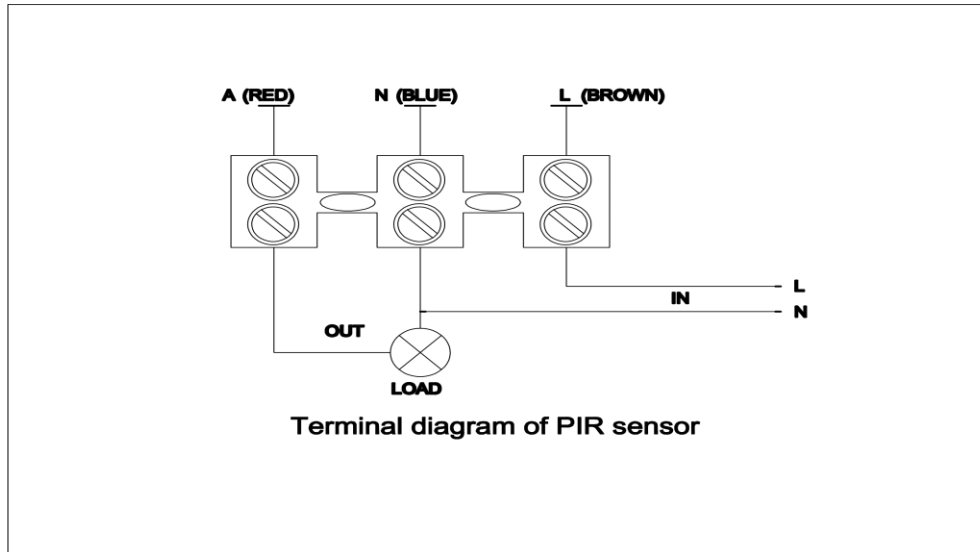 A (RED) N (BLUE) L (BROWN)
L
IN
N
OUT
LOAD
Terminal diagram of PIR sensor